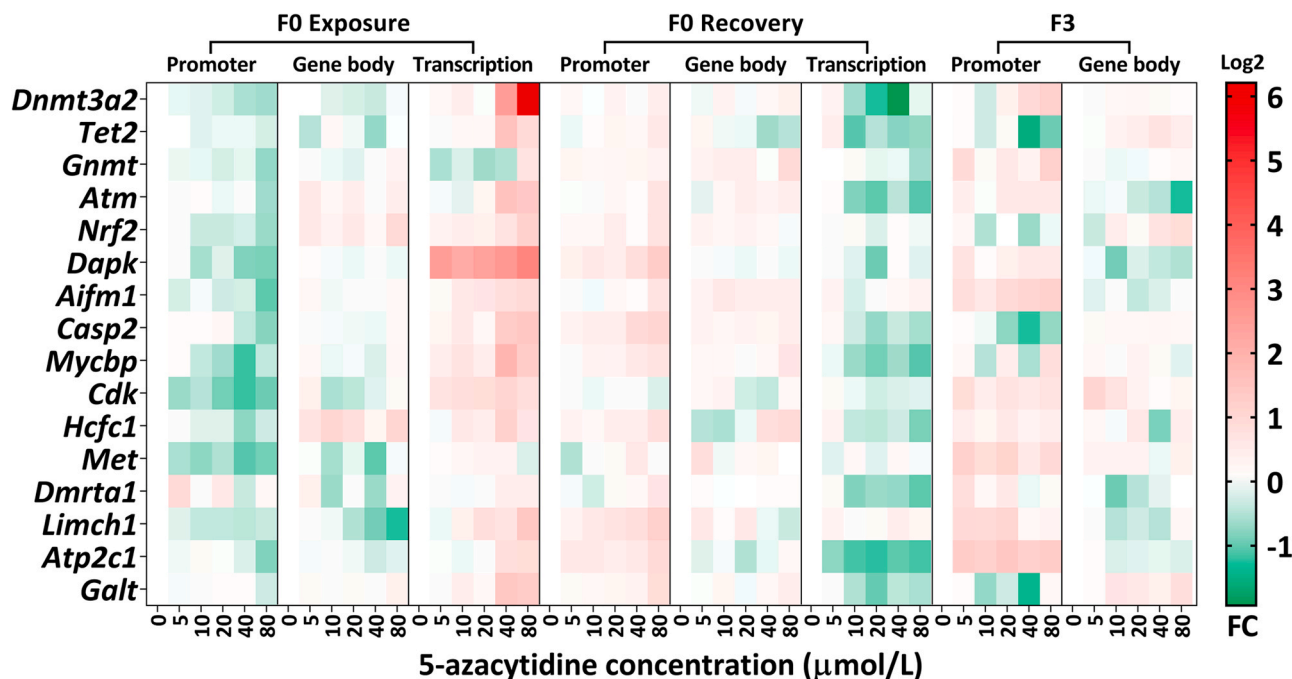 F0 Exposure F0 Recovery F3
Promoter Gene body Transcription Promoter Gene body Transcription Promoter Gene body
Log2
Dnmt3a2
Tet2
Gnmt
Atm
Nrf2
Dapk
Aifm1
Casp2
Mycbp
Cdk
Hcfc1
Met
Dmrta1
Limch1
Atp2c1
Galt
6
5
4
3
2
1
0
-1
FC
0 5 10 20 40 80 0 5 10 20 40 80 0 5 10 20 40 80 0 5 10 20 40 80 0 5 10 20 40 80 0 5 10 20 40 80 0 5 10 20 40 80 0 5 10 20 40 80
5-azacytidine concentration (μmol/L)